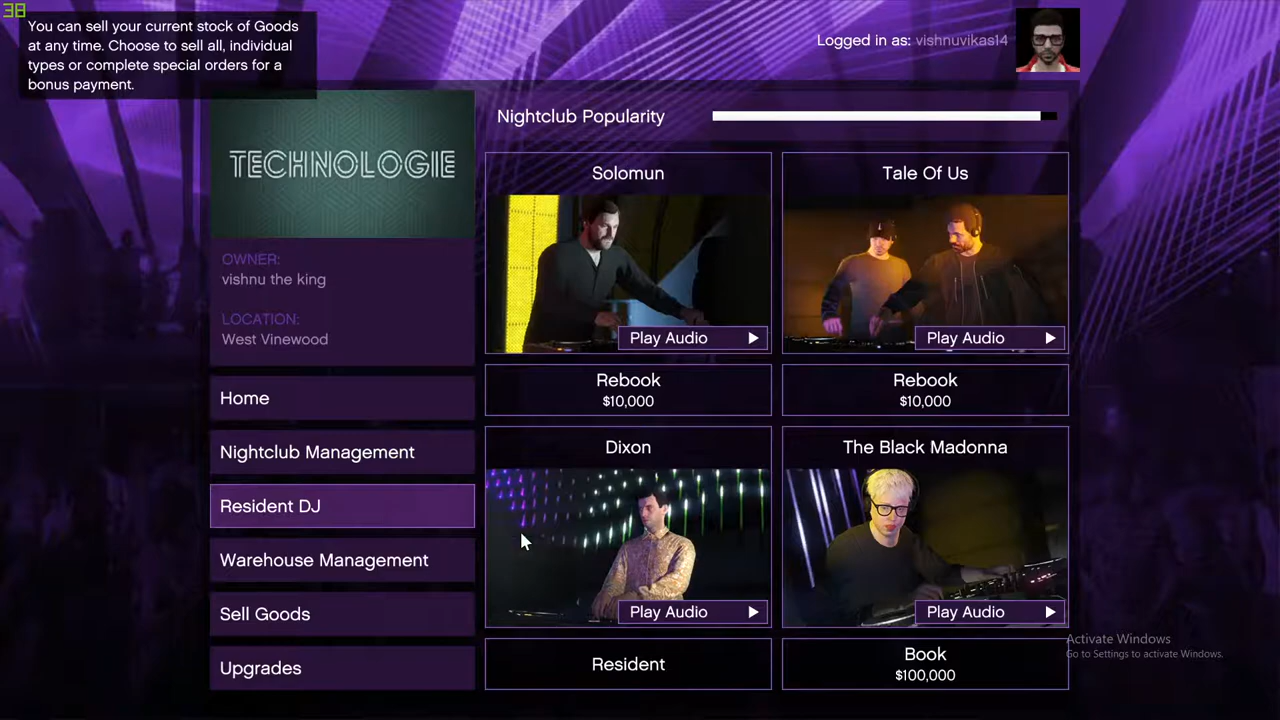 38
You can sell your current stock of Goods
at any time. Choose to sell all, individual
types or complete special orders for a
bonus payment.
Logged in as: vishnuvikas14
TECHNOLOGIE
OWNER:
vishnu the king
LOCATION:
West Vinewood
Home
Nightclub Management
Resident DJ
Warehouse Management
Sell Goods
Upgrades
Nightclub Popularity
Solomun
Play Audio
Rebook
$10,000
Tale Of Us
Play Audio
Rebook
$10,000
Dixon
Play Audio
Resident
The Black Madonna
Play Audio
Book
$100,000
Activate Windows
Go to Settings to activate Windows.